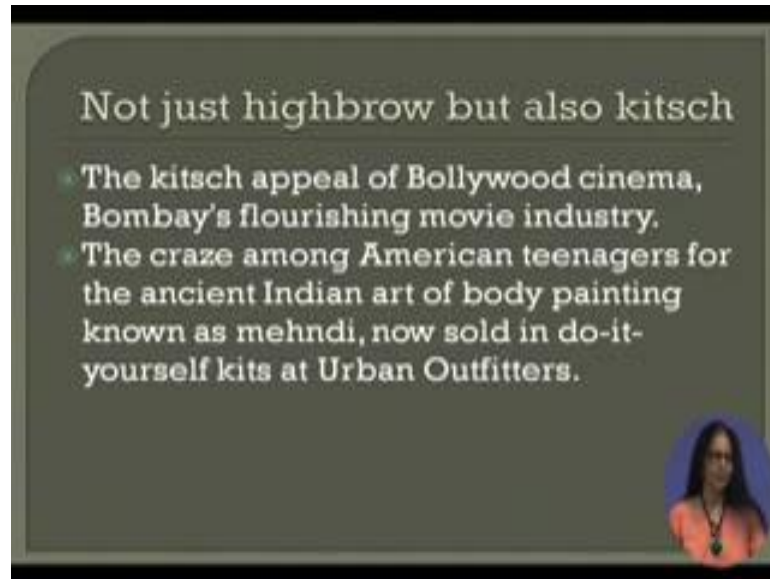 Not just highbrow but also kitsch
The kitsch appeal of Bollywood cinema,
Bombay's flourishing movie industry.
The craze among American teenagers for
the ancient Indian art of body painting
known as mehndi, now sold in do-it-
yourself kits at Urban Outfitters.